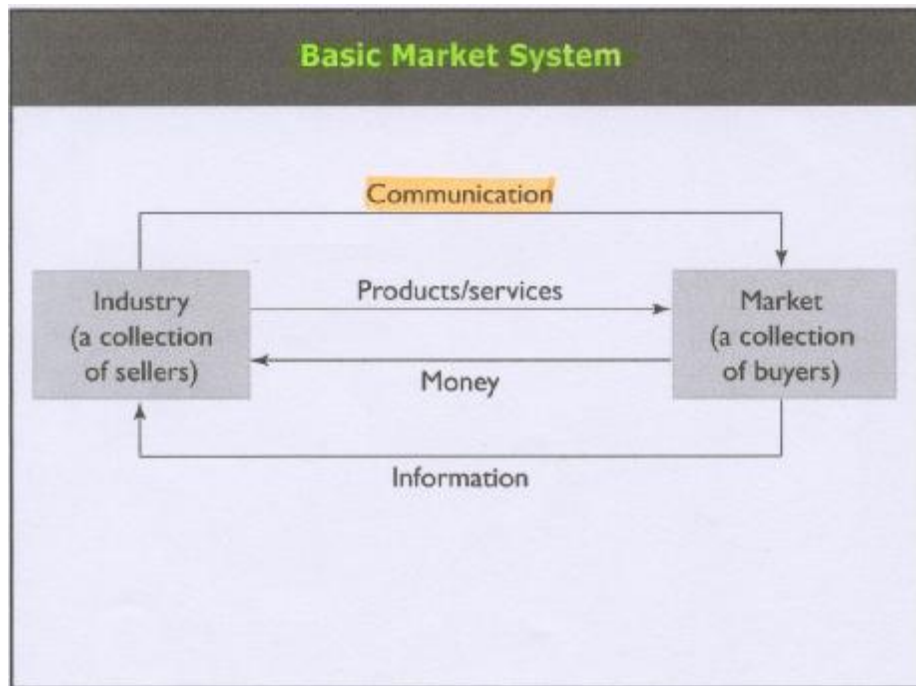 Basic Market System
Communication
Industry
(a collection
of sellers)
Products/services
Money
Market
(a collection
of buyers)
Information